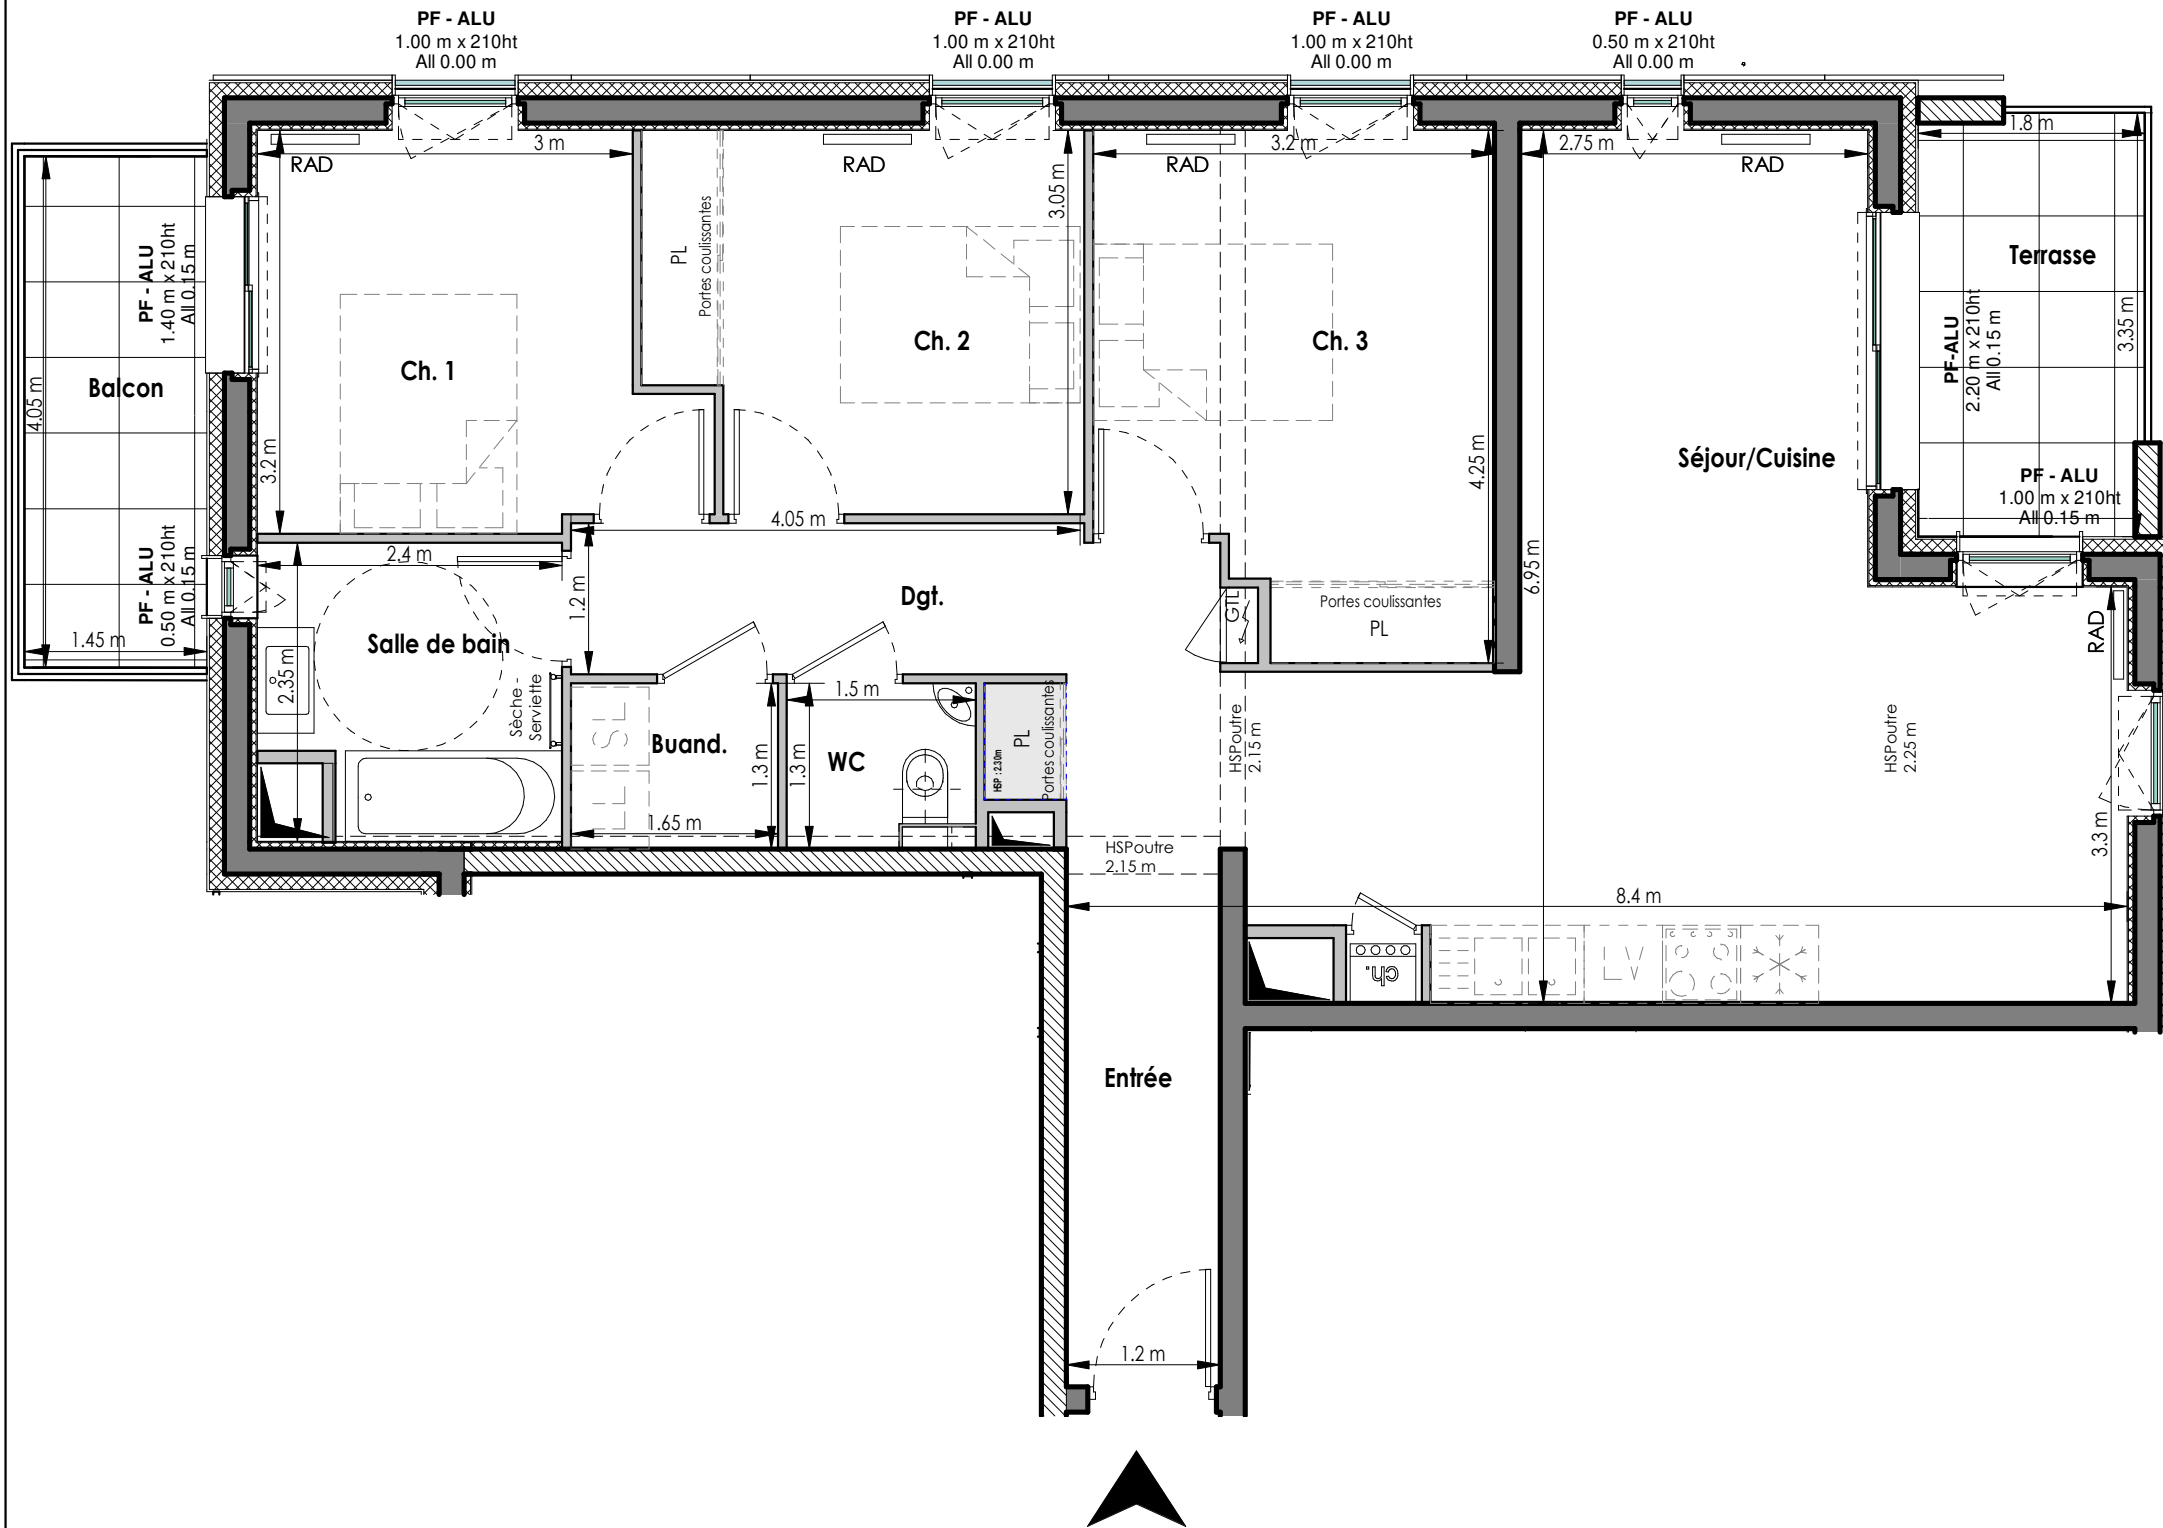 PF - ALU
1.00 m x 210ht
All 0.00 m
PF - ALU
1.00 m x 210ht
All 0.00 m
PF - ALU
1.00 m x 210ht
All 0.00 m
PF - ALU
0.50 m x 210ht
All 0.00 m
3 m
RAD
RAD
3.2 m
RAD
2.75 m
RAD
1.8 m
3.05 m
PL
Portes coulissantes
Terrasse
PF - ALU
1.40 m x 210ht
All 0.15 m
Balcon
4.05 m
Ch. 1
Ch. 2
Ch. 3
PF-ALU
2.20 m x 210ht
All 0.15 m
3.35 m
3.2 m
4.25 m
Séjour/Cuisine
PF - ALU
1.00 m x 210ht
All 0.15 m
4.05 m
2.4 m
PF - ALU
0.50 m x 210ht
All 0.15 m
1.45 m
1.2 m
Dgt.
GTL
Portes coulissantes
PL
6.95 m
RAD
Salle de bain
2.35 m
Sèche -
Serviette
SL
LL
Buand.
1.65 m
1.3 m
1.3 m
1.5 m
WC
HSP : 2.30m
PL
Portes coulissantes
HSPoutre
2.15 m
HSPoutre
2.25 m
3.3 m
HSPoutre
2.15 m
8.4 m
ch.
LV
Entrée
1.2 m